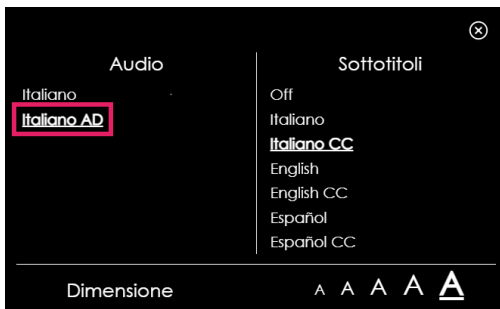 Audio
Italiano
Italiano AD
Sottotitoli
Off
Italiano
Italiano CC
English
English CC
Español
Español CC
Dimensione
A A A A A